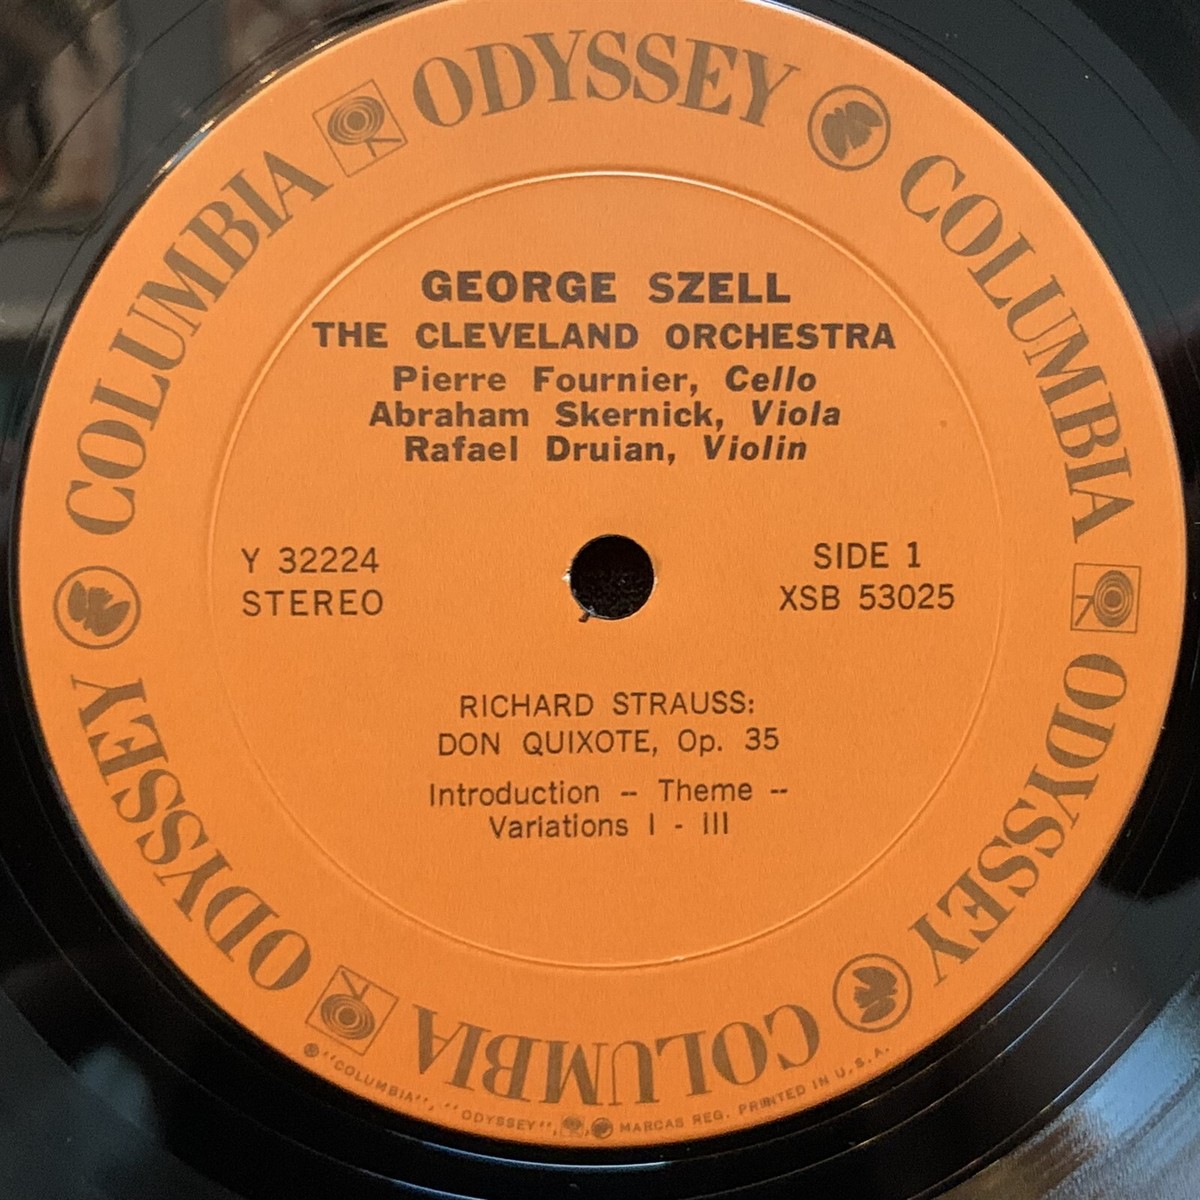 COLUMBIA ODYSSEY COLUMBIA ODYSSEY COLUMBIA ODYSSEY
GEORGE SZELL
THE CLEVELAND ORCHESTRA
Pierre Fournier, Cello
Abraham Skernick, Viola
Rafael Druian, Violin
Y 32224
STEREO
SIDE 1
XSB 53025
RICHARD STRAUSS:
DON QUIXOTE, Op. 35
Introduction -- Theme --
Variations I - III
® "COLUMBIA", "ODYSSEY", MARCAS REG. PRINTED IN U.S.A.